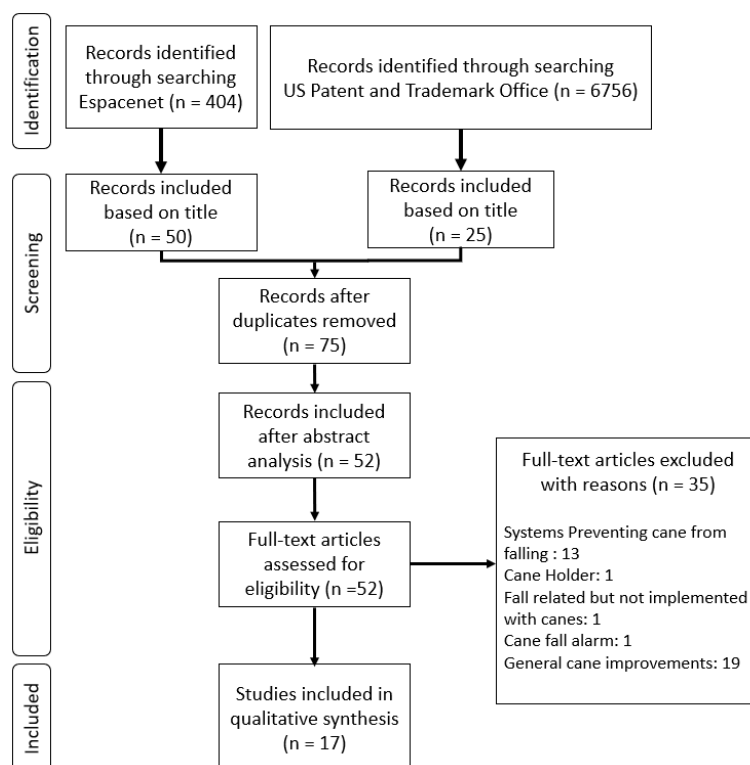 Identification
Records identified
through searching
Espacenet (n = 404)
Records identified through searching
US Patent and Trademark Office (n = 6756)
Screening
Records included
based on title
(n = 50)
Records included
based on title
(n = 25)
Records after
duplicates removed
(n = 75)
Eligibility
Records included
after abstract
analysis (n = 52)
Full-text articles
assessed for
eligibility (n =52)
Full-text articles excluded
with reasons (n = 35)
Systems Preventing cane from
falling : 13
Cane Holder: 1
Fall related but not implemented
with canes: 1
Cane fall alarm: 1
General cane improvements: 19
Included
Studies included in
qualitative synthesis
(n = 17)